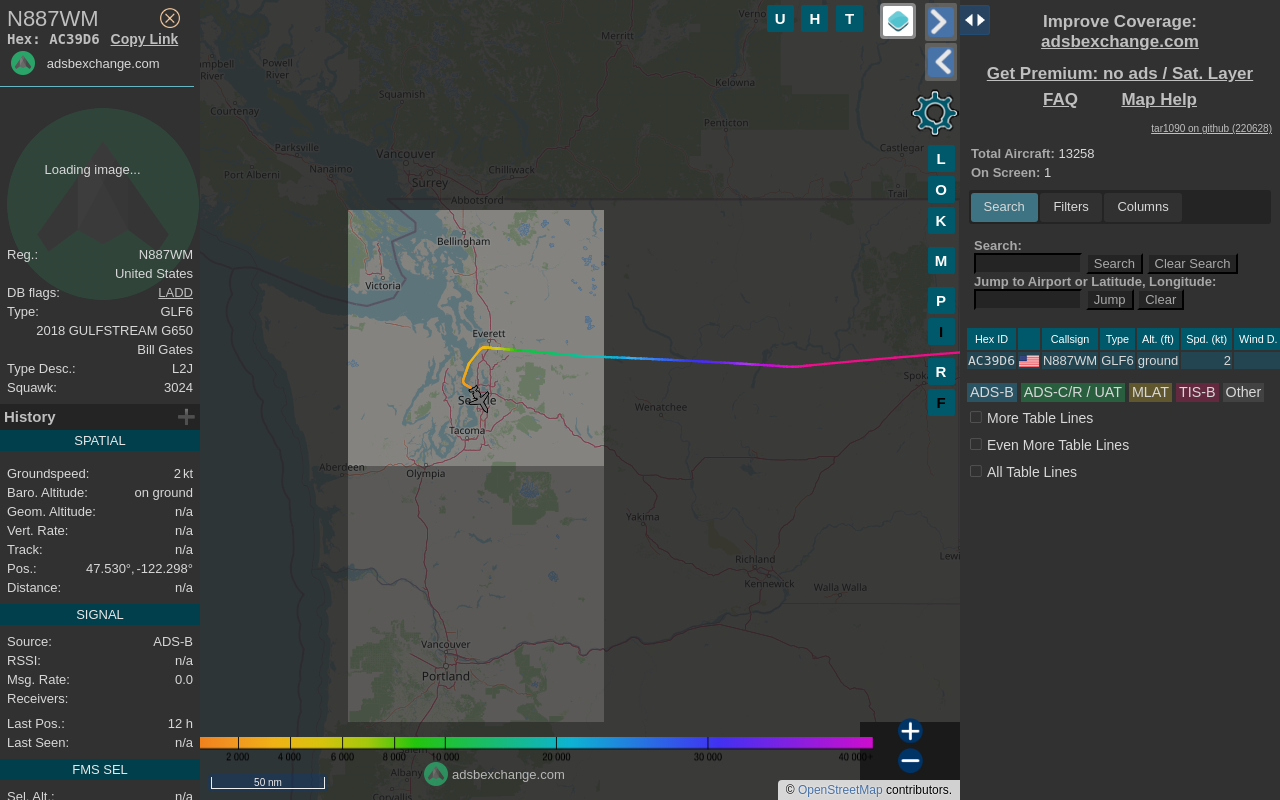 N887WM
Hex: AC39D6 Copy Link
adsbexchange.com
Loading image...
Reg.: N887WM
United States
DB flags: LADD
Type: GLF6
2018 GULFSTREAM G650
Bill Gates
Type Desc.: L2J
Squawk: 3024
History
SPATIAL
Groundspeed: 2 kt
Baro. Altitude: on ground
Geom. Altitude: n/a
Vert. Rate: n/a
Track: n/a
Pos.: 47.530°, -122.298°
Distance: n/a
SIGNAL
Source: ADS-B
RSSI: n/a
Msg. Rate: 0.0
Receivers:
Last Pos.: 12 h
Last Seen: n/a
FMS SEL
Sel. Alt.: n/a
U H T
Merritt
Powell
River
River
Kelowna
Squamish
Courtenay
Penticton
Parksville
Vancouver
Castlegar
Nanaimo
Port Alberni
Chilliwack
Surrey
Trail
Abbotsford
Bellingham
Victoria
Everett
Tacoma
Wenatchee
Aberdeen
Olympia
Yakima
Richland
Kennewick
Walla Walla
Vancouver
Portland
Albany
Corvallis
L
O
K
M
P
I
R
F
2 000 4 000 6 000 8 000 10 000 20 000 30 000 40 000+
adsbexchange.com
50 nm
© OpenStreetMap contributors.
Improve Coverage:
adsbexchange.com
Get Premium: no ads / Sat. Layer
FAQ Map Help
tar1090 on github (220628)
Total Aircraft: 13258
On Screen: 1
Search Filters Columns
Search:
Search Clear Search
Jump to Airport or Latitude, Longitude:
Jump Clear
Hex ID Callsign Type Alt. (ft) Spd. (kt) Wind D.
AC39D6 N887WM GLF6 ground 2
ADS-B ADS-C/R / UAT MLAT TIS-B Other
More Table Lines
Even More Table Lines
All Table Lines